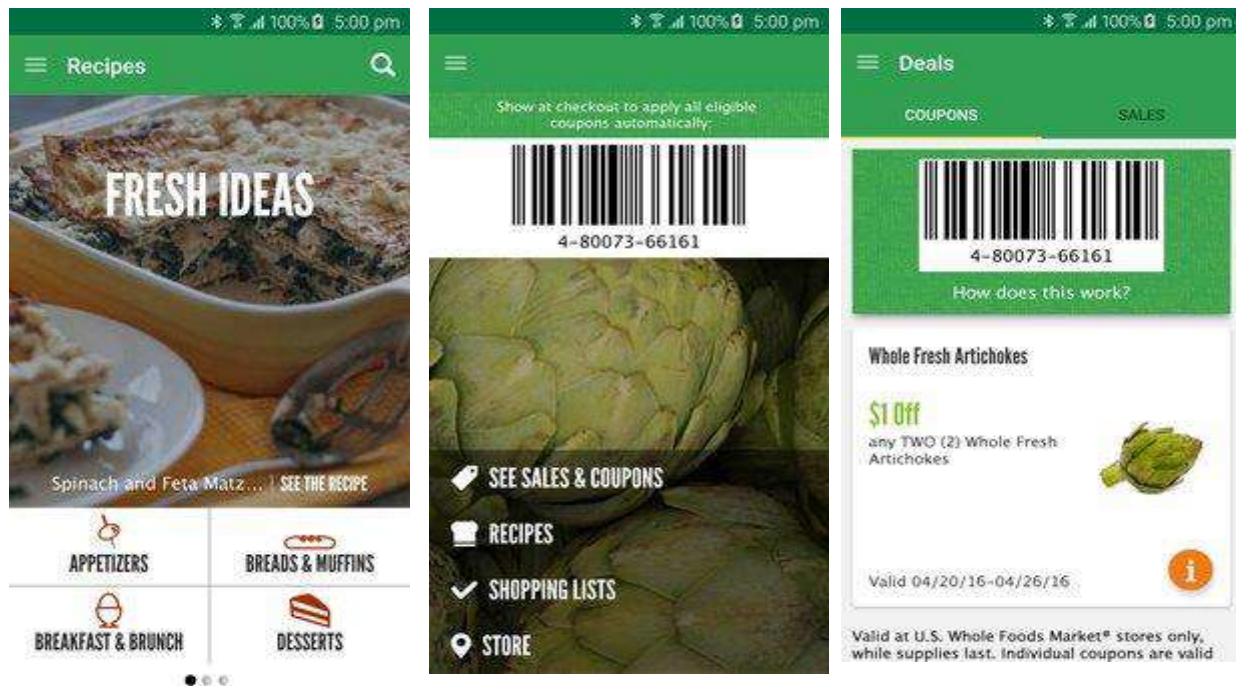 100% 5:00 pm
Recipes
FRESH IDEAS
Spinach and Feta Matz... | SEE THE RECIPE
APPETIZERS
BREADS & MUFFINS
BREAKFAST & BRUNCH
DESSERTS
100% 5:00 pm
Show at checkout to apply all eligible
coupons automatically:
4-80073-66161
SEE SALES & COUPONS
RECIPES
SHOPPING LISTS
STORE
100% 5:00 pm
Deals
COUPONS
SALES
4-80073-66161
How does this work?
Whole Fresh Artichokes
$1 Off
any TWO (2) Whole Fresh
Artichokes
i
Valid 04/20/16-04/26/16
Valid at U.S. Whole Foods Market® stores only,
while supplies last. Individual coupons are valid